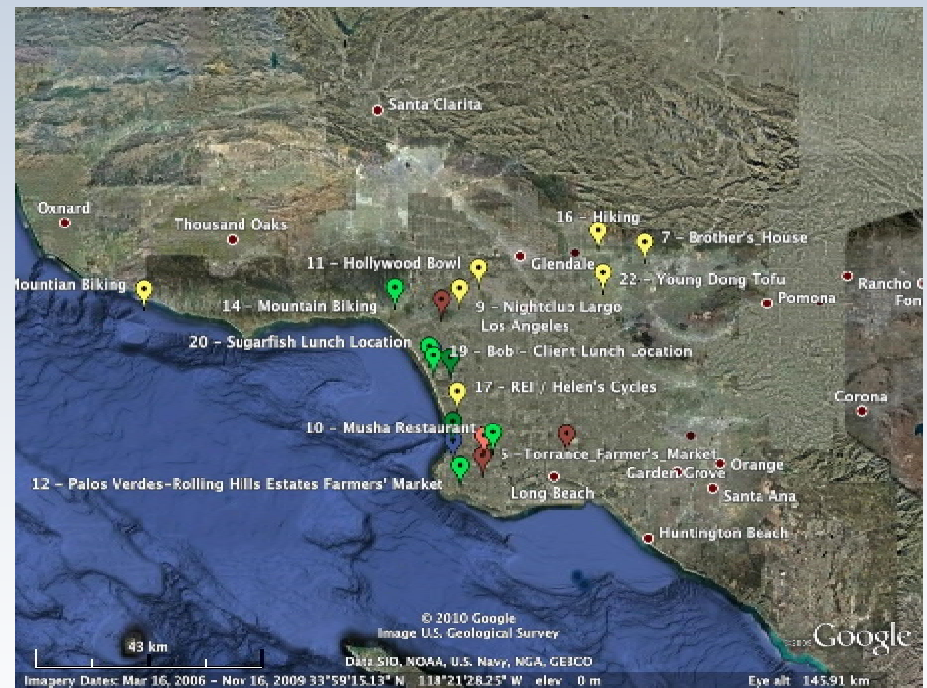 Santa Clarita
Oxnard
Thousand Oaks
16 - Hiking
7 - Brother's_House
11 - Hollywood Bowl
Glendale
22 - Young Dong Tofu
Mountian Biking
14 - Mountain Biking
9 - Nightclub Largo
Pomona
Rancho
Fon
Los Angeles
20 - Sugarfish Lunch Location
19 - Bob - Client Lunch Location
17 - REI / Helen's Cycles
Corona
10 - Musha Restaurant
5 -Torrance_Farmer's_Market
Garden Grove
Orange
12 - Palos Verdes-Rolling Hills Estates Farmers' Market
Long Beach
Santa Ana
Huntington Beach
© 2010 Google
Image U.S. Geological Survey
43 km
Data SIO, NOAA, U.S. Navy, NGA, GEBCO
Google
Imagery Dates: Mar 16, 2006 - Nov 16, 2009 33°59'15.13" N 118°21'28.25" W elev 0 m Eye alt 145.91 km